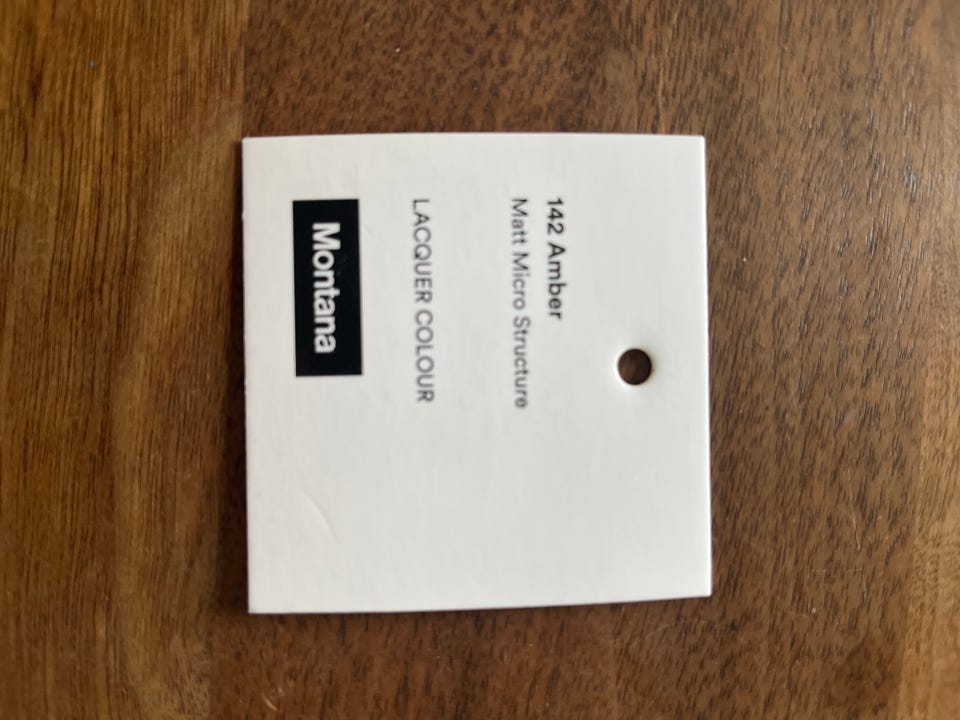 142 Amber
Matt Micro Structure
LACQUER COLOUR
Montana